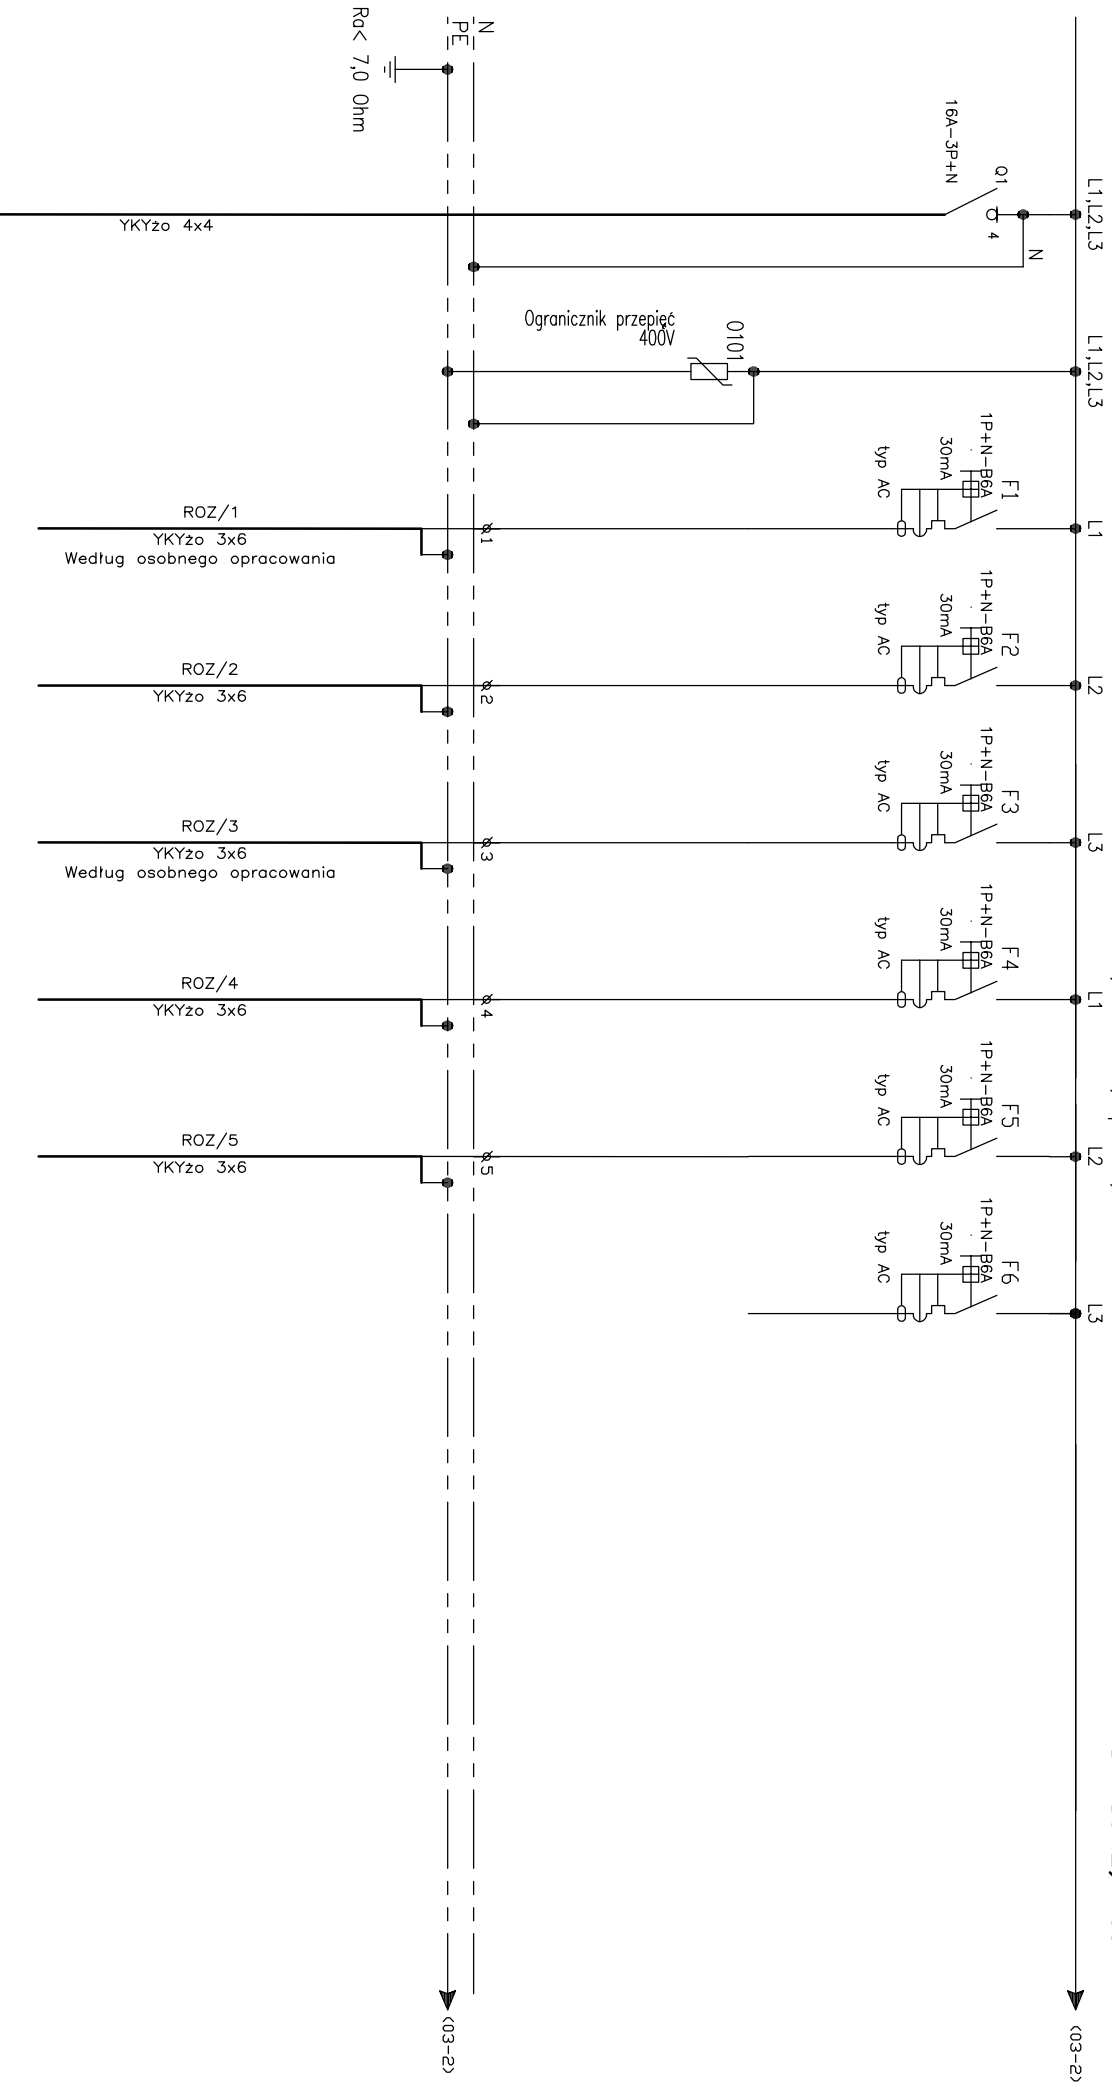 N
PE
Ra< 7,0 Ohm
L1,L2,L3
Q1
16A-3P+N
4
N
YKYżo 4x4
L1,L2,L3
0101
Ogranicznik przepięć
400V
L1
F1
1P+N-B6A
30mA
typ AC
1
ROZ/1
YKYżo 3x6
Według osobnego opracowania
L2
F2
1P+N-B6A
30mA
typ AC
2
ROZ/2
YKYżo 3x6
L3
F3
1P+N-B6A
30mA
typ AC
3
ROZ/3
YKYżo 3x6
Według osobnego opracowania
L1
F4
1P+N-B6A
30mA
typ AC
4
ROZ/4
YKYżo 3x6
L2
F5
1P+N-B6A
30mA
typ AC
5
ROZ/5
YKYżo 3x6
L3
F6
1P+N-B6A
30mA
typ AC
(03-2)
(03-2)